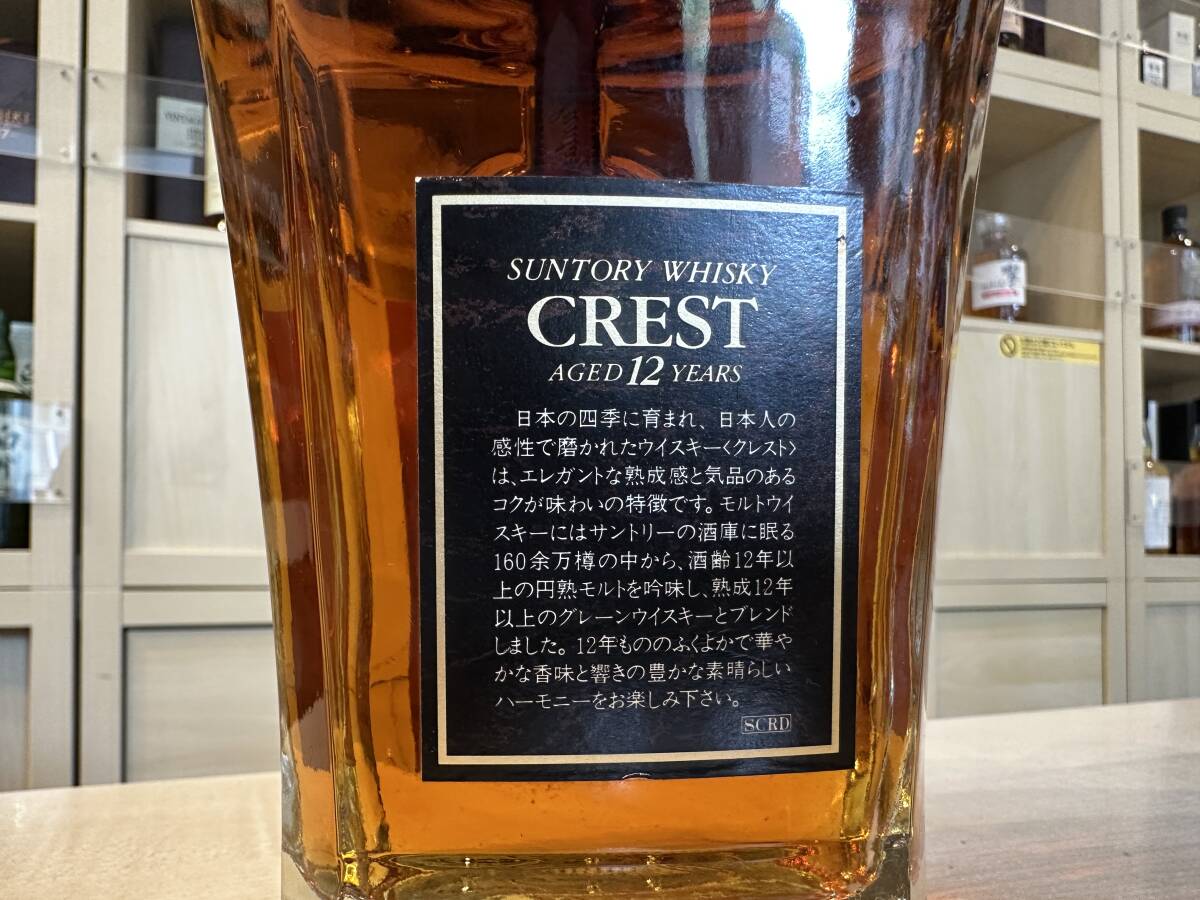 SUNTORY WHISKY
CREST
AGED 12 YEARS
日本の四季に育まれ、日本人の
感性で磨かれたウイスキー〈クレスト〉
は、エレガントな熟成感と気品のある
コクが味わいの特徴です。モルトウイ
スキーにはサントリーの酒庫に眠る
160余万樽の中から、酒齢12年以
上の円熟モルトを吟味し、熟成12年
以上のグレーンウイスキーとブレンド
しました。12年もののふくよかで華や
かな香味と響きの豊かな素晴らしい
ハーモニーをお楽しみ下さい。
SCRD